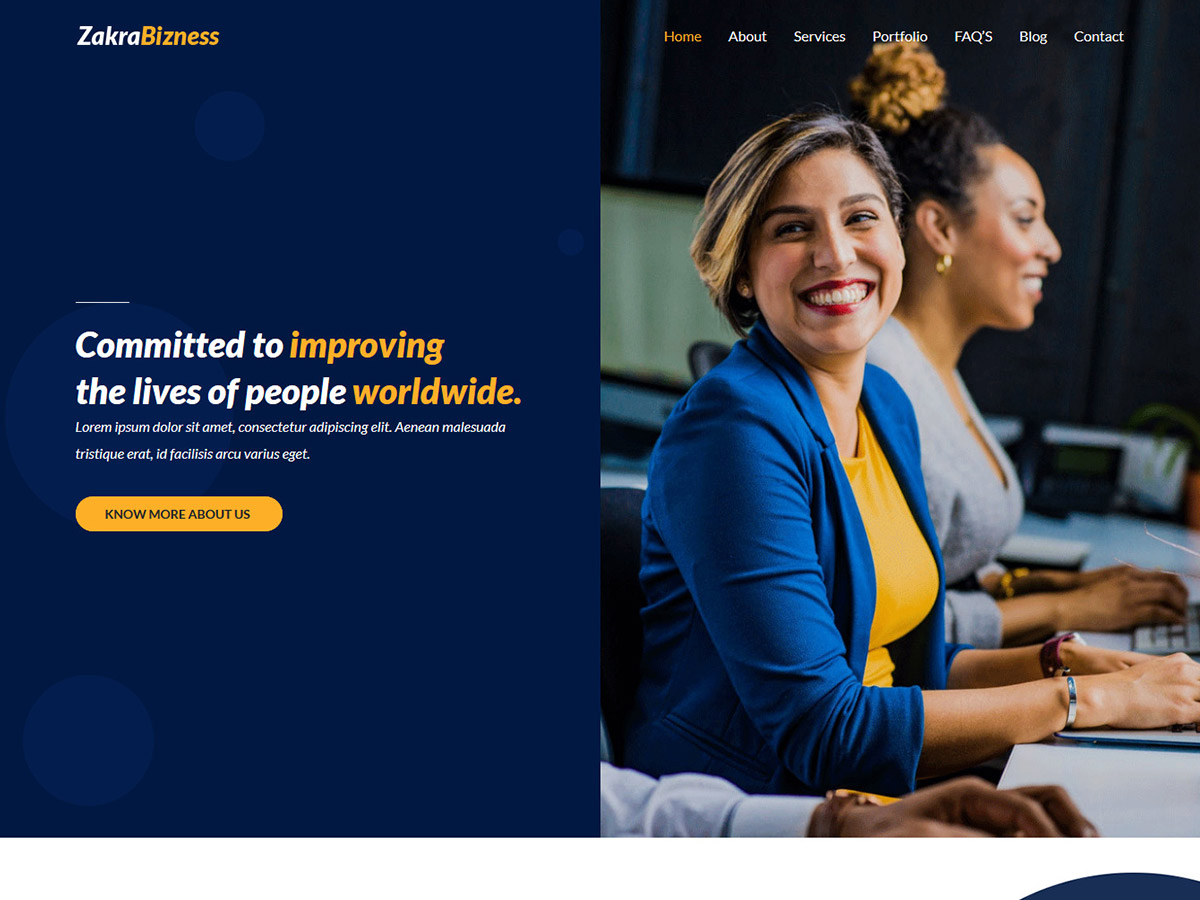 ZakraBizness
Home About Services Portfolio FAQ'S Blog Contact
Committed to improving
the lives of people worldwide.
Lorem ipsum dolor sit amet, consectetur adipiscing elit. Aenean malesuada
tristique erat, id facilisis arcu varius eget.
KNOW MORE ABOUT US